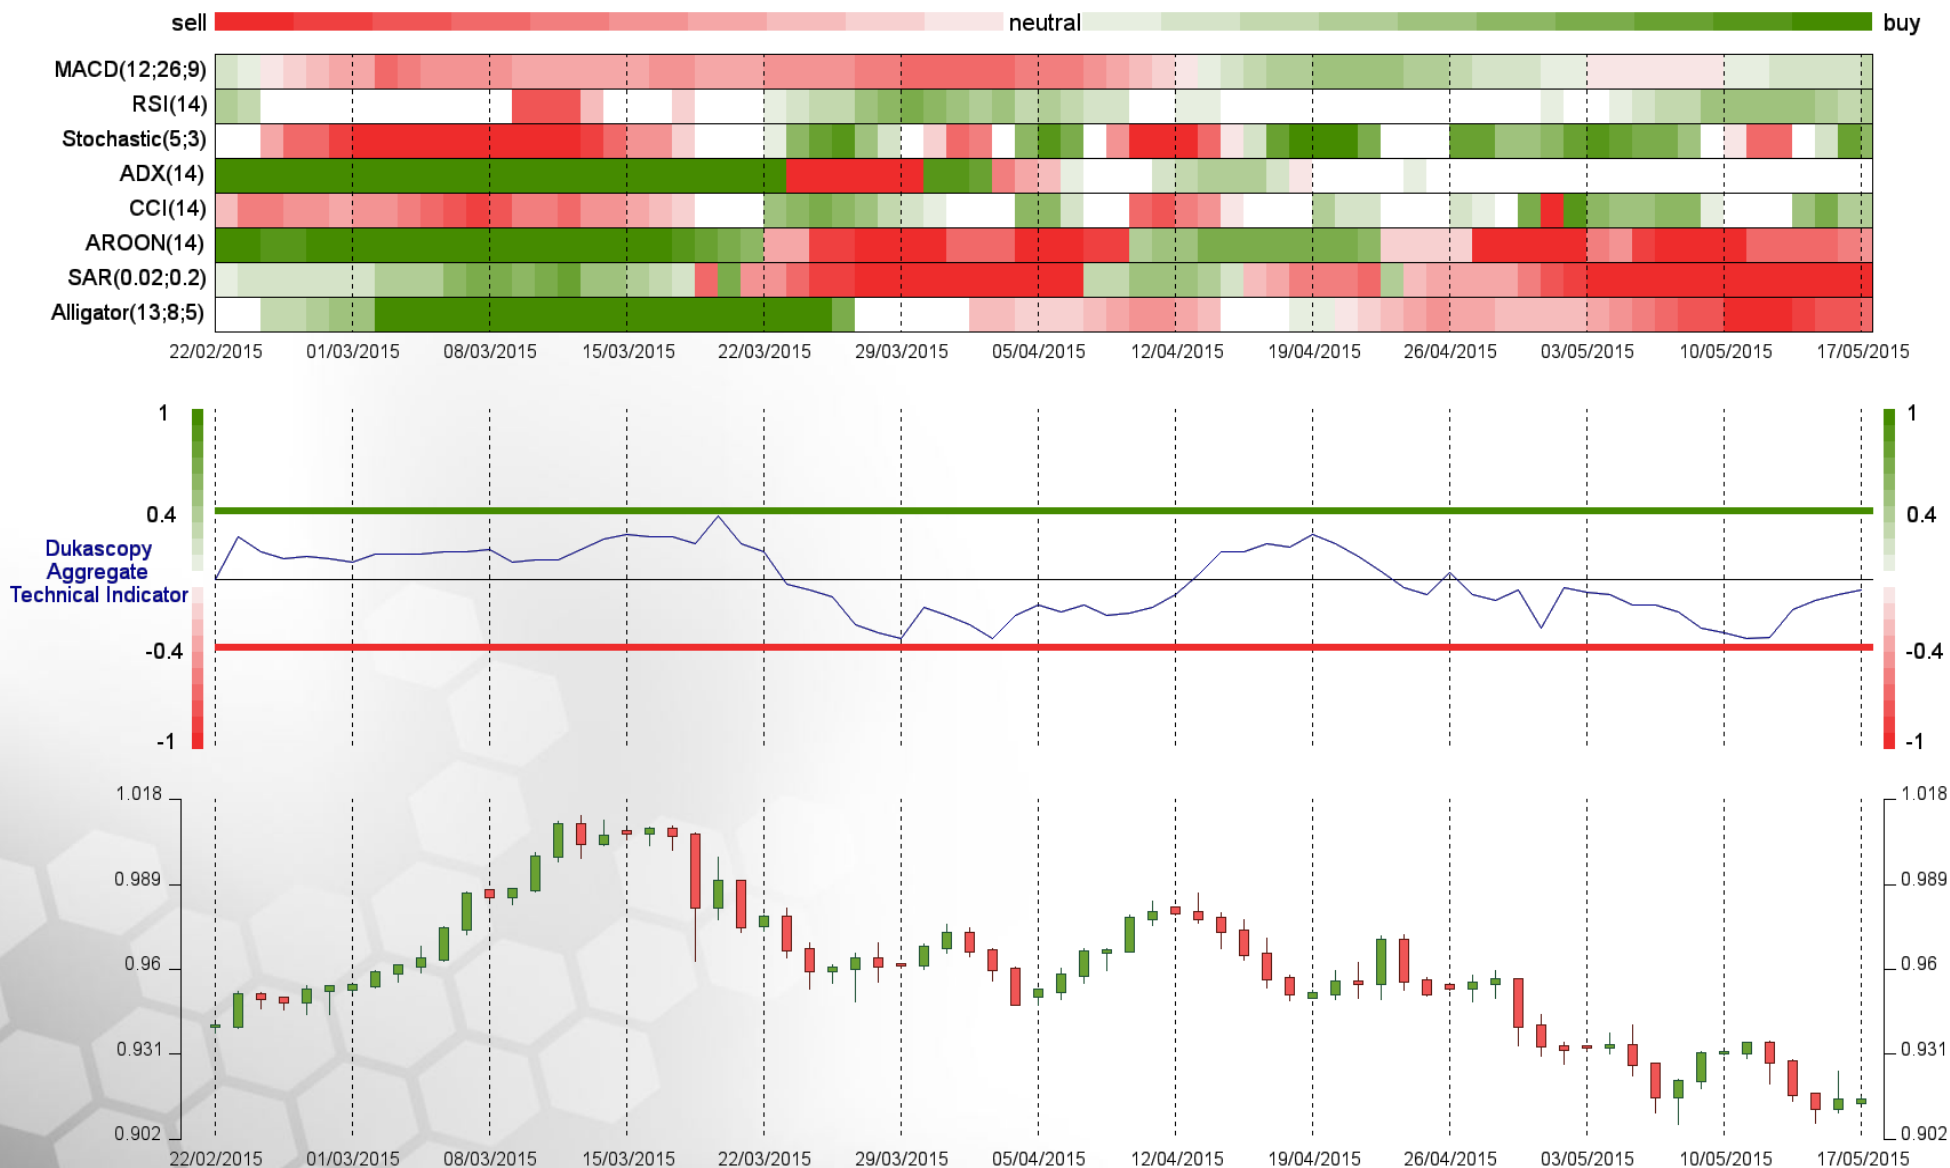 sell neutral buy
MACD(12;26;9)
RSI(14)
Stochastic(5;3)
ADX(14)
CCI(14)
AROON(14)
SAR(0.02;0.2)
Alligator(13;8;5)
22/02/2015 01/03/2015 08/03/2015 15/03/2015 22/03/2015 29/03/2015 05/04/2015 12/04/2015 19/04/2015 26/04/2015 03/05/2015 10/05/2015 17/05/2015
1 1
0.4 0.4
Dukascopy
Aggregate
Technical Indicator
-0.4 -0.4
-1 -1
1.018 1.018
0.989 0.989
0.96 0.96
0.931 0.931
0.902 0.902
22/02/2015 01/03/2015 08/03/2015 15/03/2015 22/03/2015 29/03/2015 05/04/2015 12/04/2015 19/04/2015 26/04/2015 03/05/2015 10/05/2015 17/05/2015